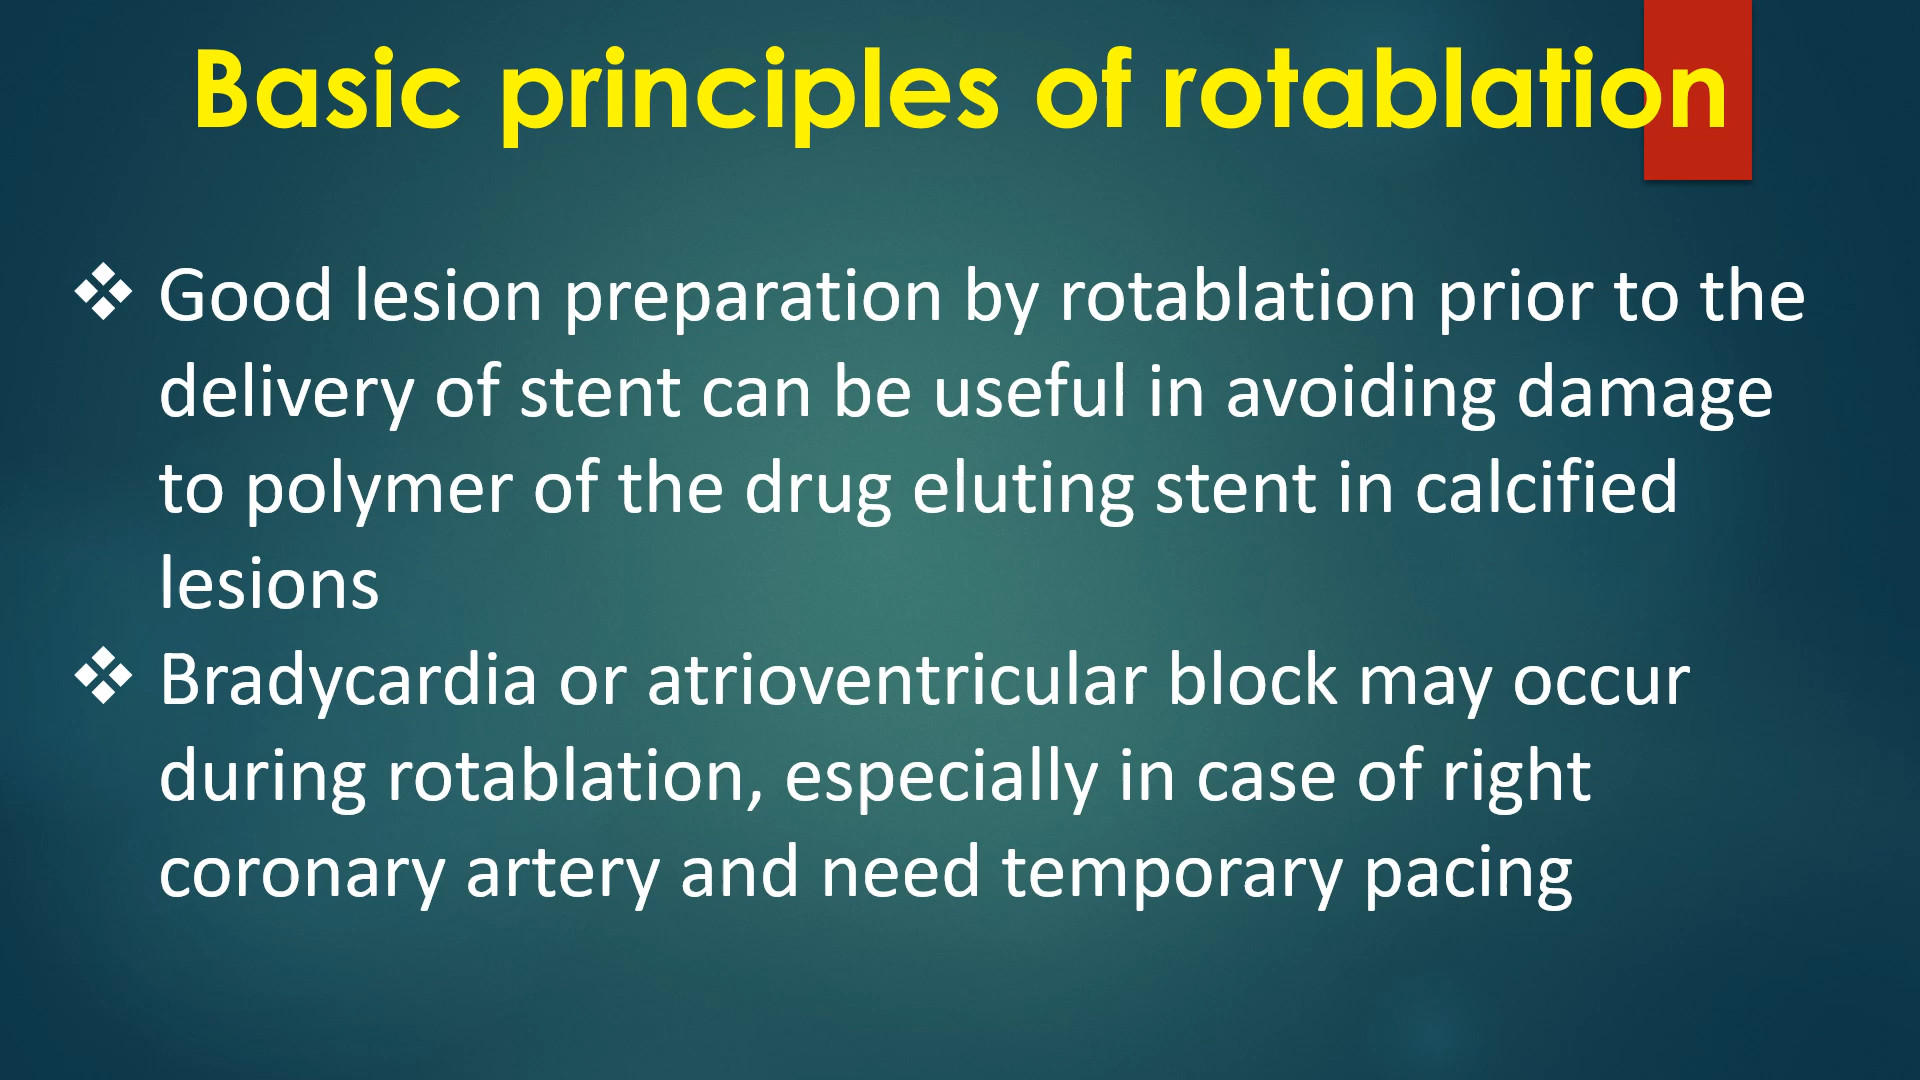 Basic principles of rotablation
❖ Good lesion preparation by rotablation prior to the
delivery of stent can be useful in avoiding damage
to polymer of the drug eluting stent in calcified
lesions
❖ Bradycardia or atrioventricular block may occur
during rotablation, especially in case of right
coronary artery and need temporary pacing